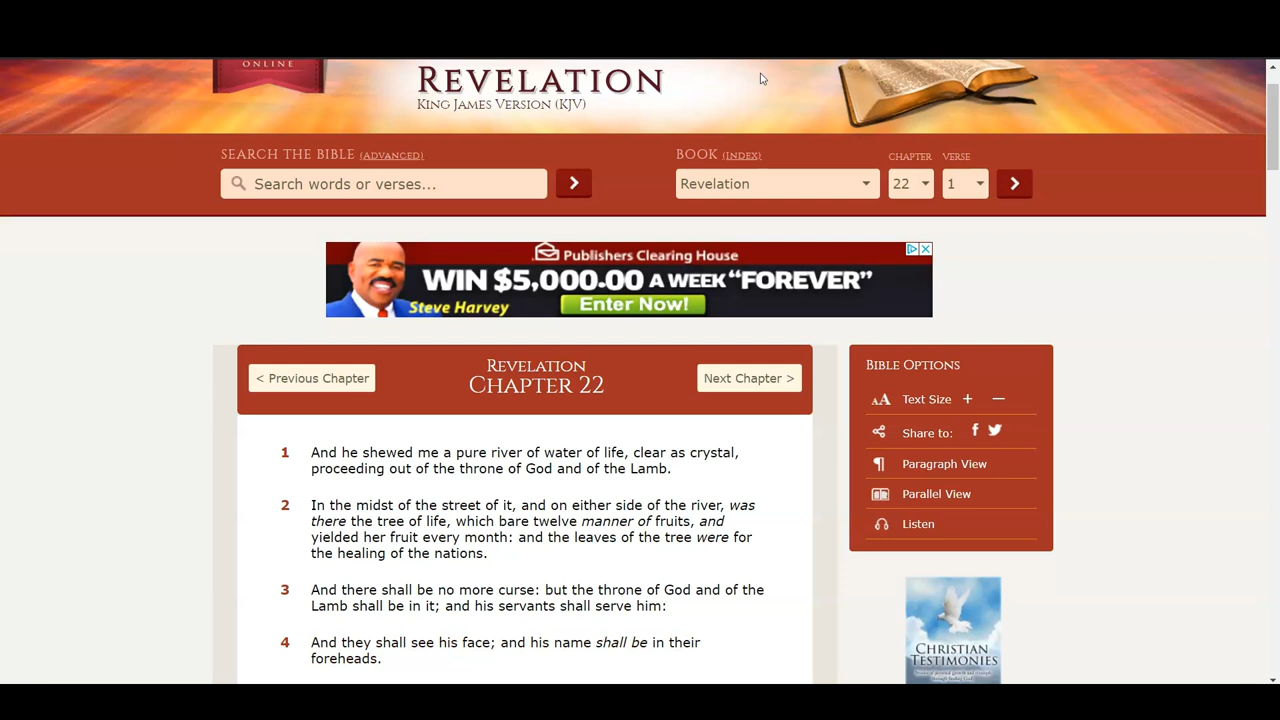 ONLINE
REVELATION
KING JAMES VERSION (KJV)
SEARCH THE BIBLE (ADVANCED)
Search words or verses...
BOOK (INDEX)
CHAPTER
VERSE
Revelation
22
1
Publishers Clearing House
WIN $5,000.00 A WEEK "FOREVER"
Steve Harvey
Enter Now!
< Previous Chapter
REVELATION
CHAPTER 22
Next Chapter >
1 And he shewed me a pure river of water of life, clear as crystal,
proceeding out of the throne of God and of the Lamb.
2 In the midst of the street of it, and on either side of the river, was
there the tree of life, which bare twelve manner of fruits, and
yielded her fruit every month: and the leaves of the tree were for
the healing of the nations.
3 And there shall be no more curse: but the throne of God and of the
Lamb shall be in it; and his servants shall serve him:
4 And they shall see his face; and his name shall be in their
foreheads.
BIBLE OPTIONS
AA Text Size + −
Share to:
Paragraph View
Parallel View
Listen
CHRISTIAN
TESTIMONIES